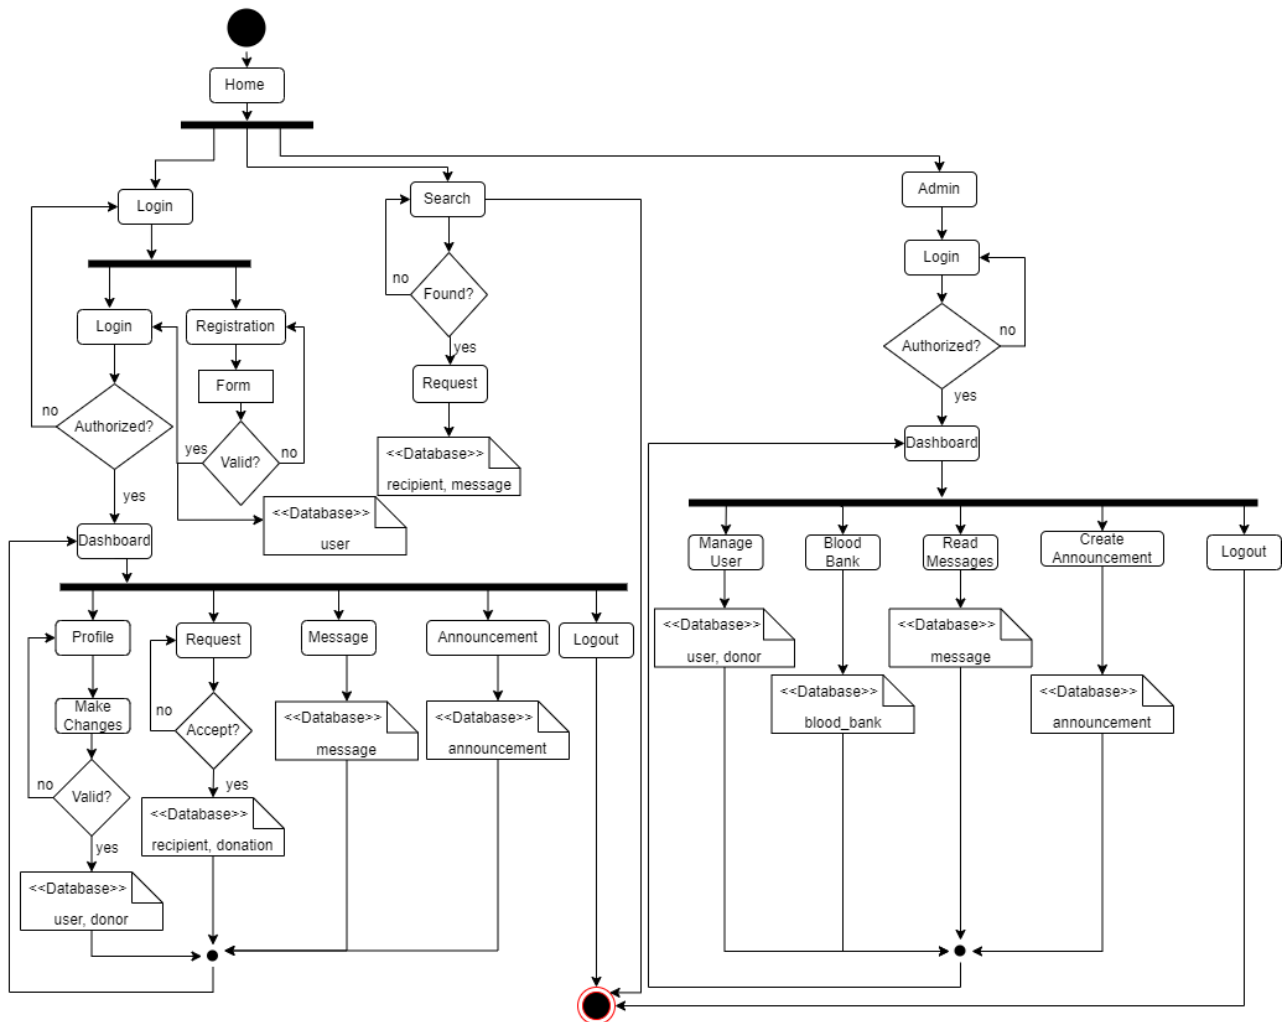 Home
Login
Search
Admin
Login
Registration
Form
Authorized?
no
yes
Valid?
yes
no
<<Database>>
user
Found?
no
yes
Request
<<Database>>
recipient, message
Login
Authorized?
no
yes
Dashboard
Dashboard
Profile
Make
Changes
Valid?
no
yes
<<Database>>
user, donor
Request
Accept?
no
yes
<<Database>>
recipient, donation
Message
<<Database>>
message
Announcement
<<Database>>
announcement
Logout
Manage
User
<<Database>>
user, donor
Blood
Bank
<<Database>>
blood_bank
Read
Messages
<<Database>>
message
Create
Announcement
<<Database>>
announcement
Logout